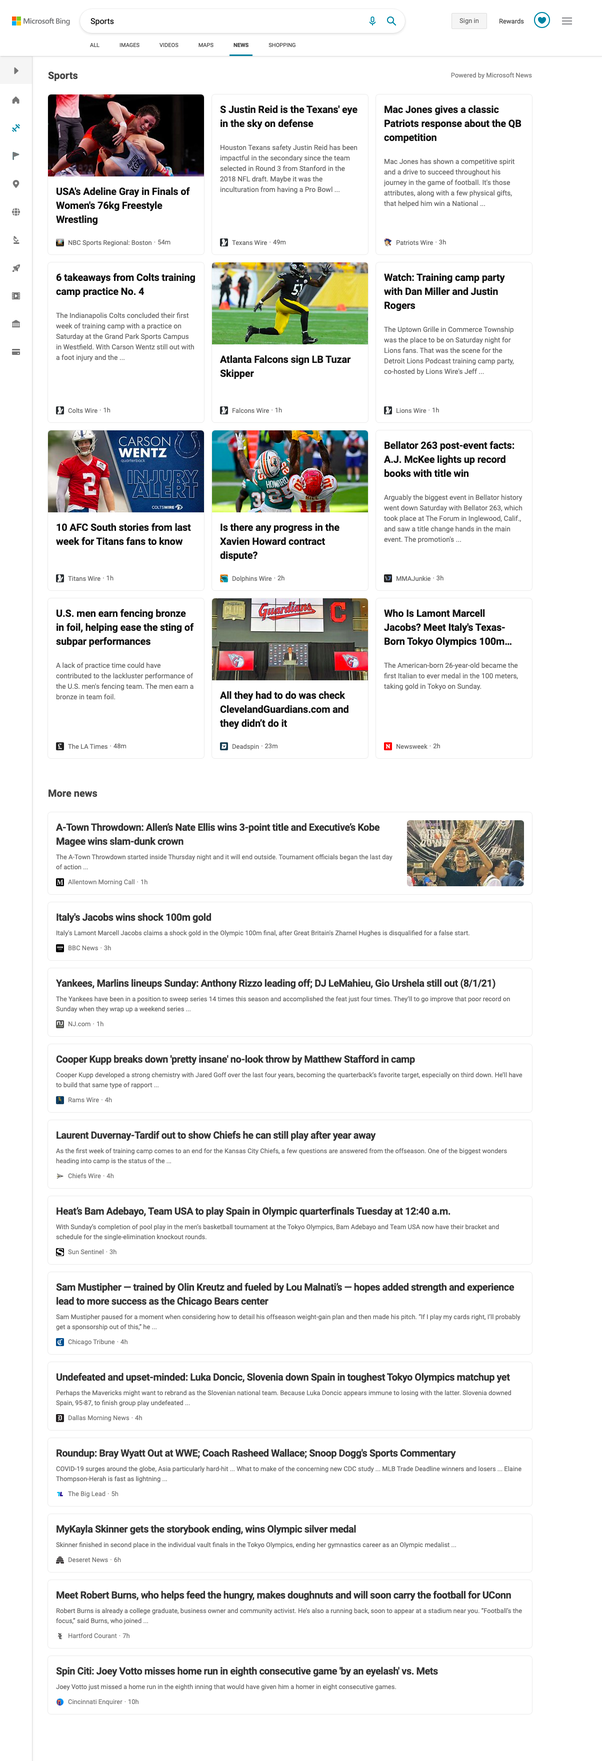 Microsoft Bing
Sports
Sign in
Rewards
ALL
IMAGES
VIDEOS
MAPS
NEWS
SHOPPING
Sports
Powered by Microsoft News
USA's Adeline Gray in Finals of
Women's 76kg Freestyle
Wrestling
NBC Sports Regional: Boston · 54m
S Justin Reid is the Texans' eye
in the sky on defense
Houston Texans safety Justin Reid has been
impactful in the secondary since the team
selected in Round 3 from Stanford in the
2018 NFL draft. Maybe it was the
inculturation from having a Pro Bowl ...
Texans Wire · 49m
Mac Jones gives a classic
Patriots response about the QB
competition
Mac Jones has shown a competitive spirit
and a drive to succeed throughout his
journey in the game of football. It's those
attributes, along with a few physical gifts,
that helped him win a National ...
Patriots Wire · 3h
6 takeaways from Colts training
camp practice No. 4
The Indianapolis Colts concluded their first
week of training camp with a practice on
Saturday at the Grand Park Sports Campus
in Westfield. With Carson Wentz still out with
a foot injury and the ...
Colts Wire · 1h
Atlanta Falcons sign LB Tuzar
Skipper
Falcons Wire · 1h
Watch: Training camp party
with Dan Miller and Justin
Rogers
The Uptown Grille in Commerce Township
was the place to be on Saturday night for
Lions fans. That was the scene for the
Detroit Lions Podcast training camp party,
co-hosted by Lions Wire's Jeff ...
Lions Wire · 1h
CARSON
WENTZ
quarterback
INJURY
ALERT
COLTSWIRE
2
10 AFC South stories from last
week for Titans fans to know
Titans Wire · 1h
HOWARD
25
10
Is there any progress in the
Xavien Howard contract
dispute?
Dolphins Wire · 2h
Bellator 263 post-event facts:
A.J. McKee lights up record
books with title win
Arguably the biggest event in Bellator history
went down Saturday with Bellator 263, which
took place at The Forum in Inglewood, Calif.,
and saw a title change hands in the main
event. The promotion's ...
MMAJunkie · 3h
U.S. men earn fencing bronze
in foil, helping ease the sting of
subpar performances
A lack of practice time could have
contributed to the lackluster performance of
the U.S. men's fencing team. The men earn a
bronze in team foil.
The LA Times · 48m
Guardians
C
All they had to do was check
ClevelandGuardians.com and
they didn't do it
Deadspin · 23m
Who Is Lamont Marcell
Jacobs? Meet Italy's Texas-
Born Tokyo Olympics 100m...
The American-born 26-year-old became the
first Italian to ever medal in the 100 meters,
taking gold in Tokyo on Sunday.
Newsweek · 2h
More news
A-Town Throwdown: Allen's Nate Ellis wins 3-point title and Executive's Kobe
Magee wins slam-dunk crown
The A-Town Throwdown started inside Thursday night and it will end outside. Tournament officials began the last day
of action ...
Allentown Morning Call · 1h
Italy's Jacobs wins shock 100m gold
Italy's Lamont Marcell Jacobs claims a shock gold in the Olympic 100m final, after Great Britain's Zharnel Hughes is disqualified for a false start.
BBC News · 3h
Yankees, Marlins lineups Sunday: Anthony Rizzo leading off; DJ LeMahieu, Gio Urshela still out (8/1/21)
The Yankees have been in a position to sweep series 14 times this season and accomplished the feat just four times. They'll to go improve that poor record on
Sunday when they wrap up a weekend series ...
NJ.com · 1h
Cooper Kupp breaks down 'pretty insane' no-look throw by Matthew Stafford in camp
Cooper Kupp developed a strong chemistry with Jared Goff over the last four years, becoming the quarterback's favorite target, especially on third down. He'll have
to build that same type of rapport ...
Rams Wire · 4h
Laurent Duvernay-Tardif out to show Chiefs he can still play after year away
As the first week of training camp comes to an end for the Kansas City Chiefs, a few questions are answered from the offseason. One of the biggest wonders
heading into camp is the status of the ...
Chiefs Wire · 4h
Heat's Bam Adebayo, Team USA to play Spain in Olympic quarterfinals Tuesday at 12:40 a.m.
With Sunday's completion of pool play in the men's basketball tournament at the Tokyo Olympics, Bam Adebayo and Team USA now have their bracket and
schedule for the single-elimination knockout rounds.
Sun Sentinel · 3h
Sam Mustipher — trained by Olin Kreutz and fueled by Lou Malnati's — hopes added strength and experience
lead to more success as the Chicago Bears center
Sam Mustipher paused for a moment when considering how to detail his offseason weight-gain plan and then made his pitch. "If I play my cards right, I'll probably
get a sponsorship out of this," he ...
Chicago Tribune · 4h
Undefeated and upset-minded: Luka Doncic, Slovenia down Spain in toughest Tokyo Olympics matchup yet
Perhaps the Mavericks might want to rebrand as the Slovenian national team. Because Luka Doncic appears immune to losing with the latter. Slovenia downed
Spain, 95-87, to finish group play undefeated ...
Dallas Morning News · 4h
Roundup: Bray Wyatt Out at WWE; Coach Rasheed Wallace; Snoop Dogg's Sports Commentary
COVID-19 surges around the globe, Asia particularly hard-hit ... What to make of the concerning new CDC study ... MLB Trade Deadline winners and losers ... Elaine
Thompson-Herah is fast as lightning ...
The Big Lead · 5h
MyKayla Skinner gets the storybook ending, wins Olympic silver medal
Skinner finished in second place in the individual vault finals in the Tokyo Olympics, ending her gymnastics career as an Olympic medalist ...
Deseret News · 6h
Meet Robert Burns, who helps feed the hungry, makes doughnuts and will soon carry the football for UConn
Robert Burns is already a college graduate, business owner and community activist. He's also a running back, soon to appear at a stadium near you. "Football's the
focus," said Burns, who joined ...
Hartford Courant · 7h
Spin Citi: Joey Votto misses home run in eighth consecutive game 'by an eyelash' vs. Mets
Joey Votto just missed a home run in the eighth inning that would have given him a homer in eight consecutive games.
Cincinnati Enquirer · 10h